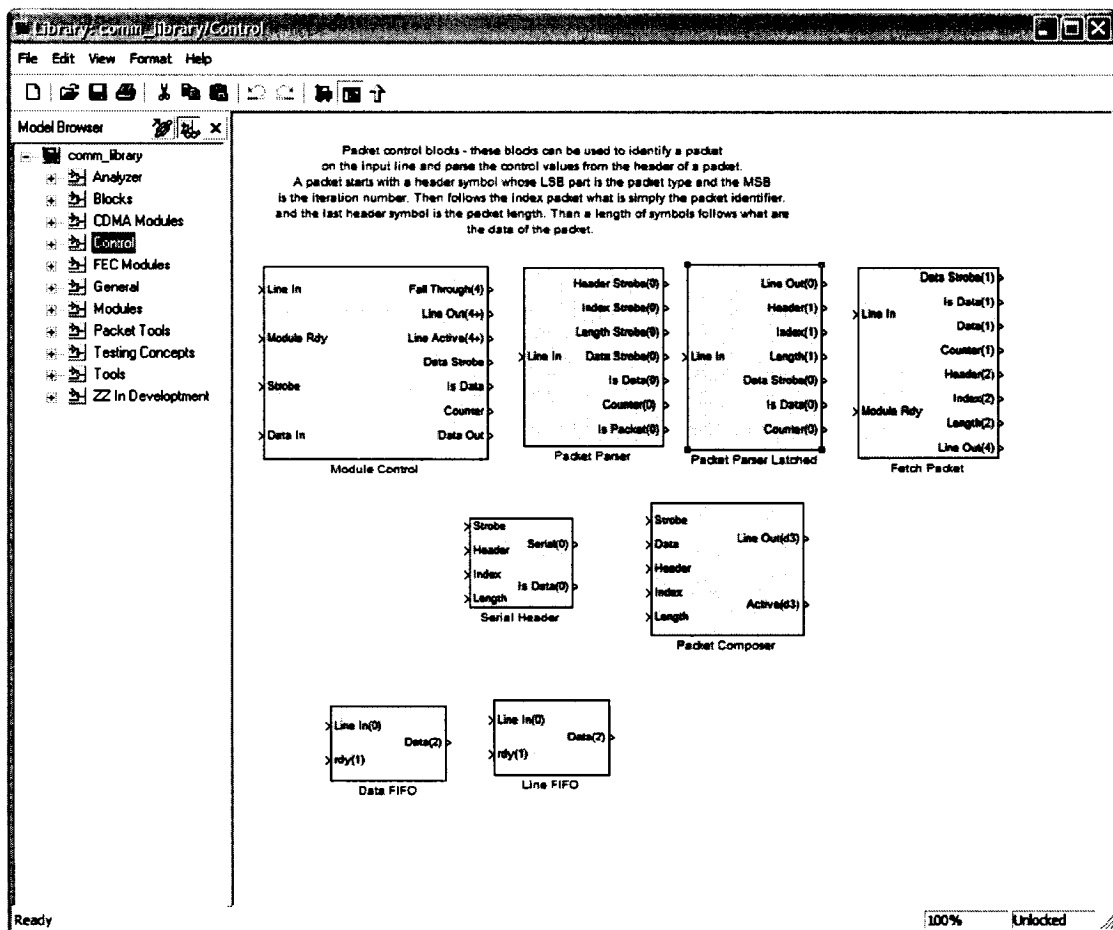 Library: comm_library/Control
File Edit View Format Help
Model Browser
comm_library
Analyzer
Blocks
CDMA Modules
Control
FEC Modules
General
Modules
Packet Tools
Testing Concepts
Tools
ZZ In Developtment
Packet control blocks - these blocks can be used to identify a packet
on the input line and parse the control values from the header of a packet.
A packet starts with a header symbol whose LSB part is the packet type and the MSB
is the iteration number. Then follows the Index packet what is simply the packet identifier.
and the last header symbol is the packet length. Than a length of symbols follows what are
the data of the packet.
Line In
Module Rdy
Strobe
Data In
Fall Through(4)
Line Out(4+)
Line Active(4+)
Data Strobe
Is Data
Counter
Data Out
Module Control
Line In
Header Strobe(0)
Index Strobe(0)
Length Strobe(0)
Data Strobe(0)
Is Data(0)
Counter(0)
Is Packet(0)
Packet Parser
Line In
Line Out(0)
Header(1)
Index(1)
Length(1)
Data Strobe(0)
Is Data(0)
Counter(0)
Packet Parser Latched
Line In
Module Rdy
Data Strobe(1)
Is Data(1)
Data(1)
Counter(1)
Header(2)
Index(2)
Length(2)
Line Out(4)
Fetch Packet
Strobe
Header
Index
Length
Serial(0)
Is Data(0)
Serial Header
Strobe
Data
Header
Index
Length
Line Out(d3)
Active(d3)
Packet Composer
Line In(0)
rdy(1)
Data(2)
Data FIFO
Line In(0)
rdy(1)
Data(2)
Line FIFO
Ready
100%
Unlocked